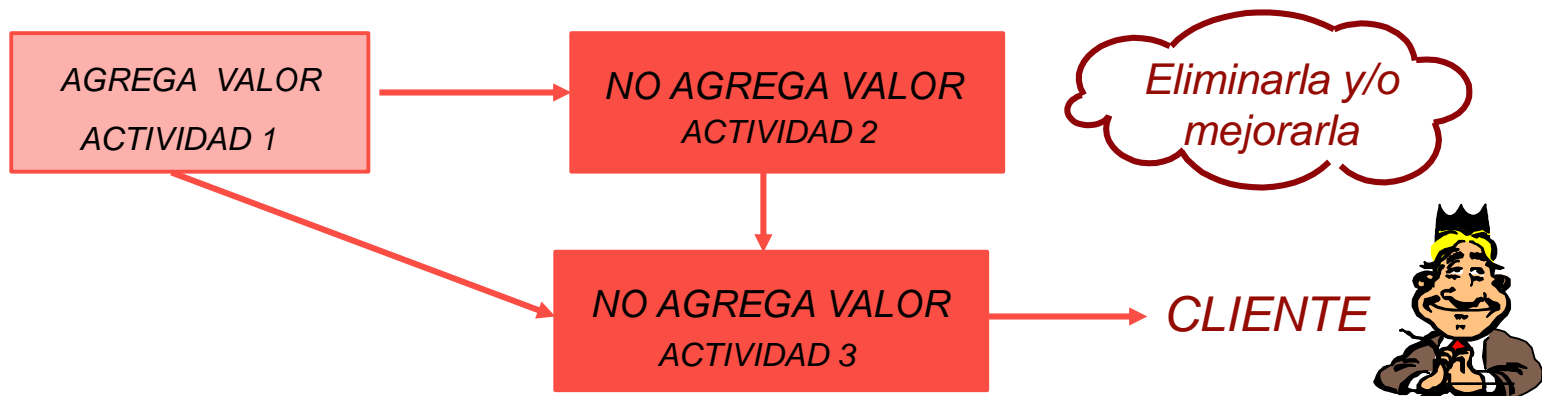 AGREGA VALOR
ACTIVIDAD 1
NO AGREGA VALOR
ACTIVIDAD 2
Eliminarla y/o
mejorarla
NO AGREGA VALOR
ACTIVIDAD 3
CLIENTE